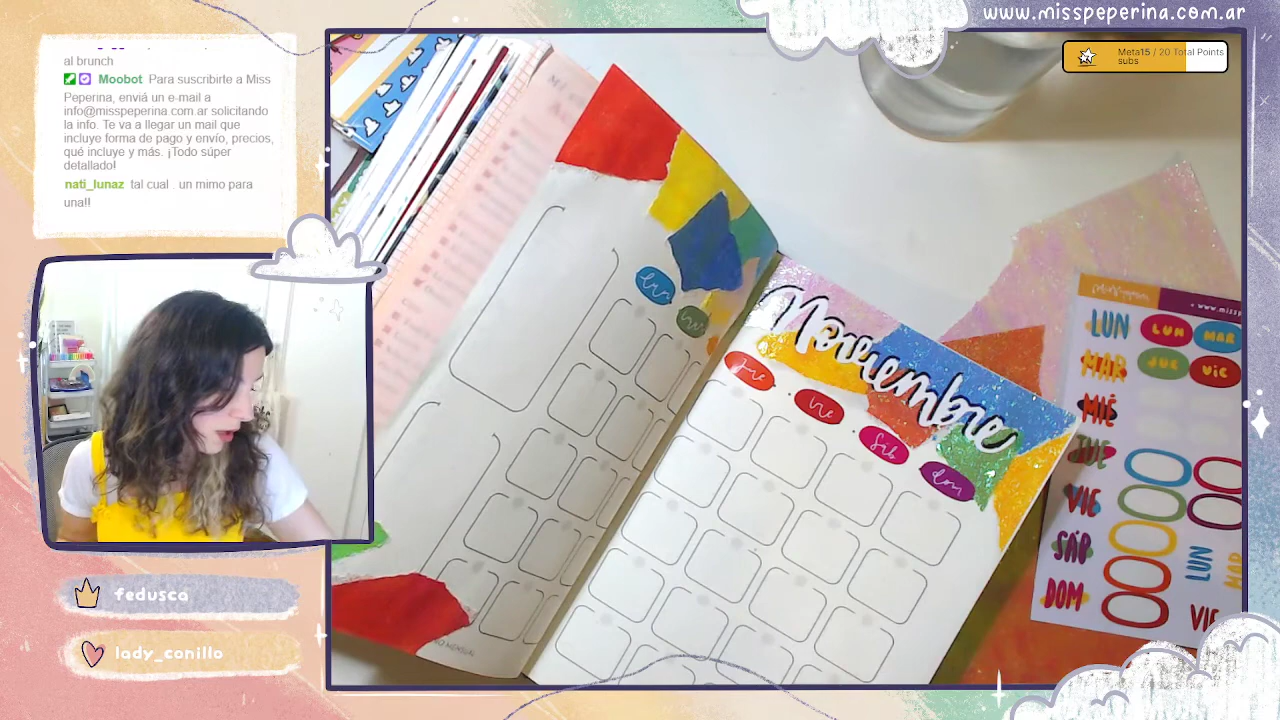 www.misspeperina.com.ar
Meta15 / 20 Total Points
subs
al brunch
Moobot Para suscribirte a Miss
Peperina, enviá un e-mail a
info@misspeperina.com.ar solicitando
la info. Te va a llegar un mail que
incluye forma de pago y envío, precios,
qué incluye y más. ¡Todo súper
detallado!
nati_lunaz tal cual . un mimo para
una!!
fedusca
lady_conillo
Noviembre
lun
jue
vie
sáb
dom
LUN LUN MAR
MAR JUE VIE
MIÉ
JUE
VIE
SÁB LUN MAR
DOM VIE
MENSUAL